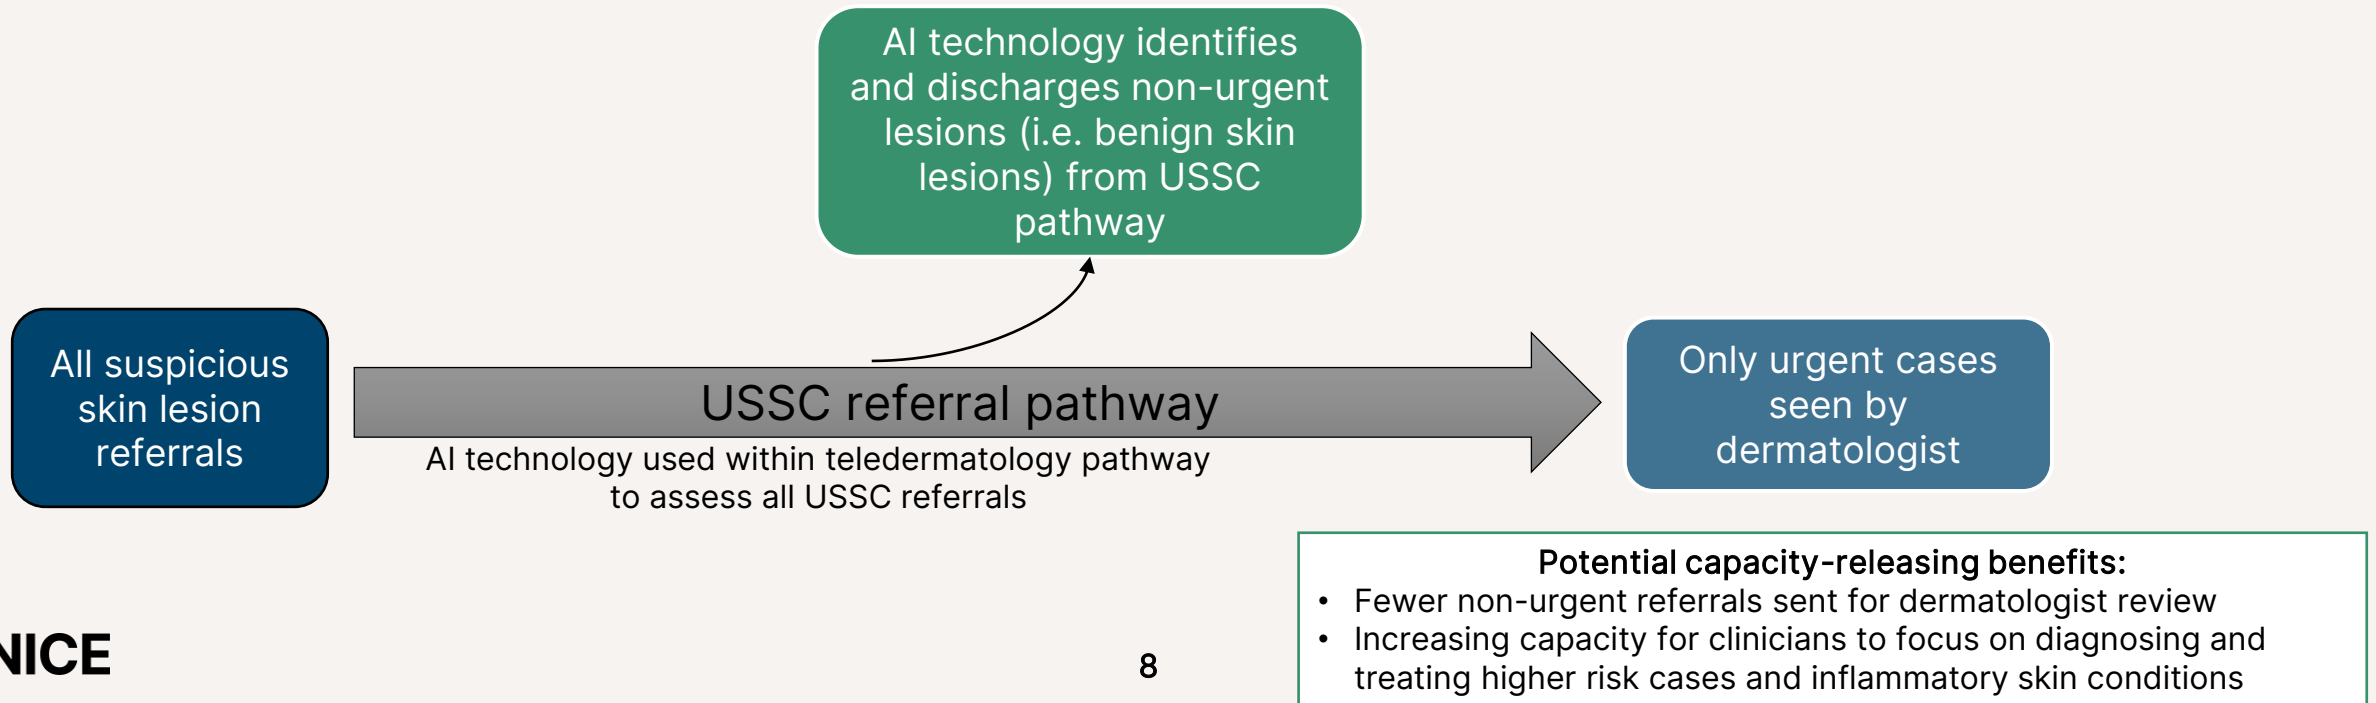 AI technology identifies
and discharges non-urgent
lesions (i.e. benign skin
lesions) from USSC
pathway
All suspicious
skin lesion
referrals
USSC referral pathway
AI technology used within teledermatology pathway
to assess all USSC referrals
Only urgent cases
seen by
dermatologist
Potential capacity-releasing benefits:
• Fewer non-urgent referrals sent for dermatologist review
• Increasing capacity for clinicians to focus on diagnosing and
treating higher risk cases and inflammatory skin conditions
NICE
8